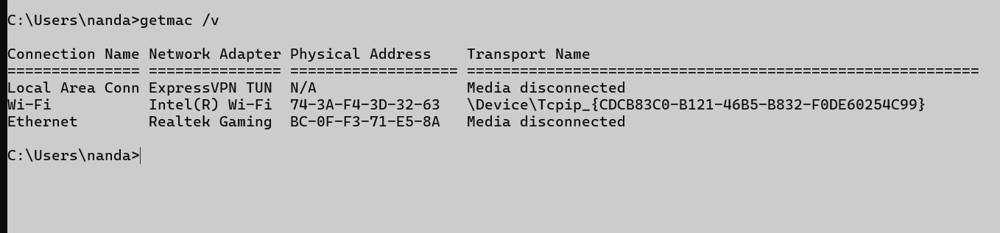 C:\Users\nanda>getmac /v
Connection Name Network Adapter Physical Address    Transport Name
=============== =============== =================== ==========================================================
Local Area Conn ExpressVPN TUN  N/A                 Media disconnected
Wi-Fi           Intel(R) Wi-Fi  74-3A-F4-3D-32-63   \Device\Tcpip_{CDCB83C0-B121-46B5-B832-F0DE60254C99}
Ethernet        Realtek Gaming  BC-0F-F3-71-E5-8A   Media disconnected
C:\Users\nanda>